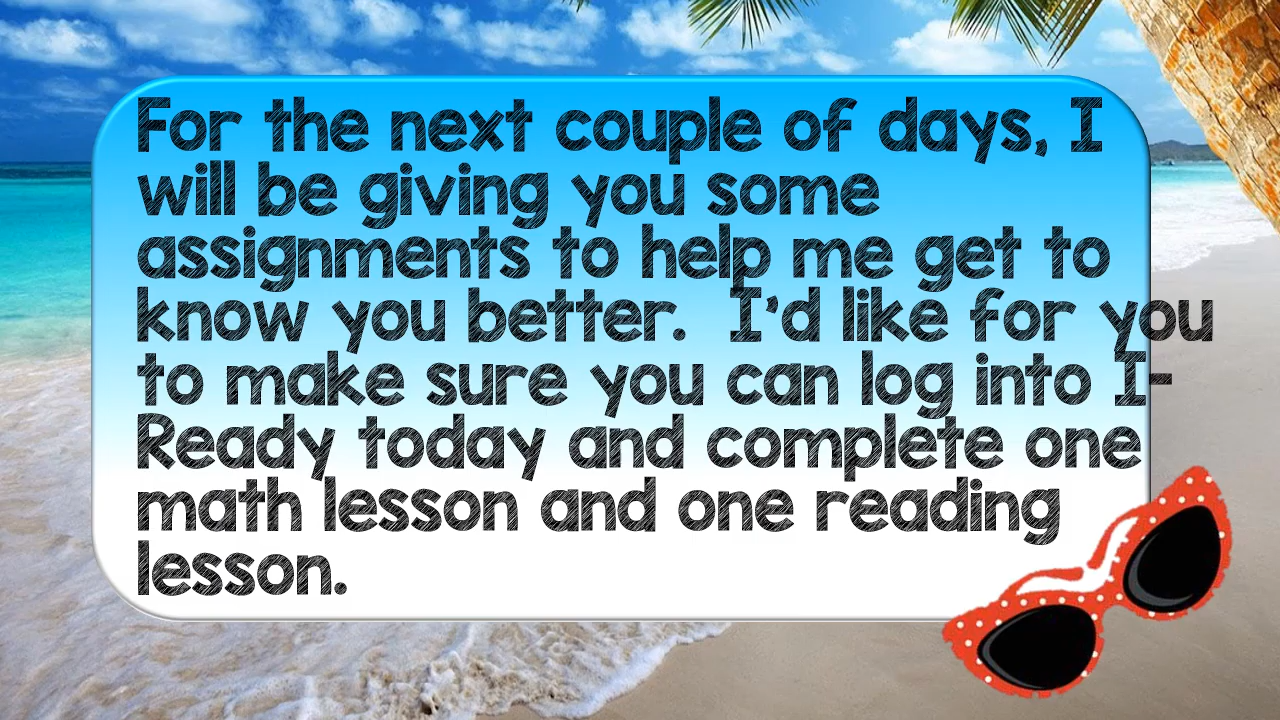 For the next couple of days, I
will be giving you some
assignments to help me get to
know you better.  I'd like for you
to make sure you can log into I-
Ready today and complete one
math lesson and one reading
lesson.